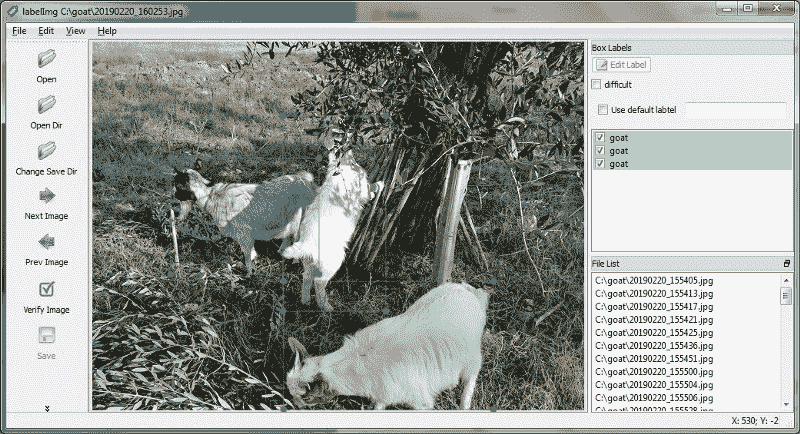 labelImg C:\goat\20190220_160253.jpg
File Edit View Help
Open
Open Dir
Change Save Dir
Next Image
Prev Image
Verify Image
Save
Box Labels
Edit Label
difficult
Use default labtel
goat
goat
goat
File List
C:\goat\20190220_155405.jpg
C:\goat\20190220_155413.jpg
C:\goat\20190220_155417.jpg
C:\goat\20190220_155421.jpg
C:\goat\20190220_155425.jpg
C:\goat\20190220_155436.jpg
C:\goat\20190220_155451.jpg
C:\goat\20190220_155500.jpg
C:\goat\20190220_155504.jpg
C:\goat\20190220_155506.jpg
C:\goat\20190220_155528.jpg
X: 530; Y: -2